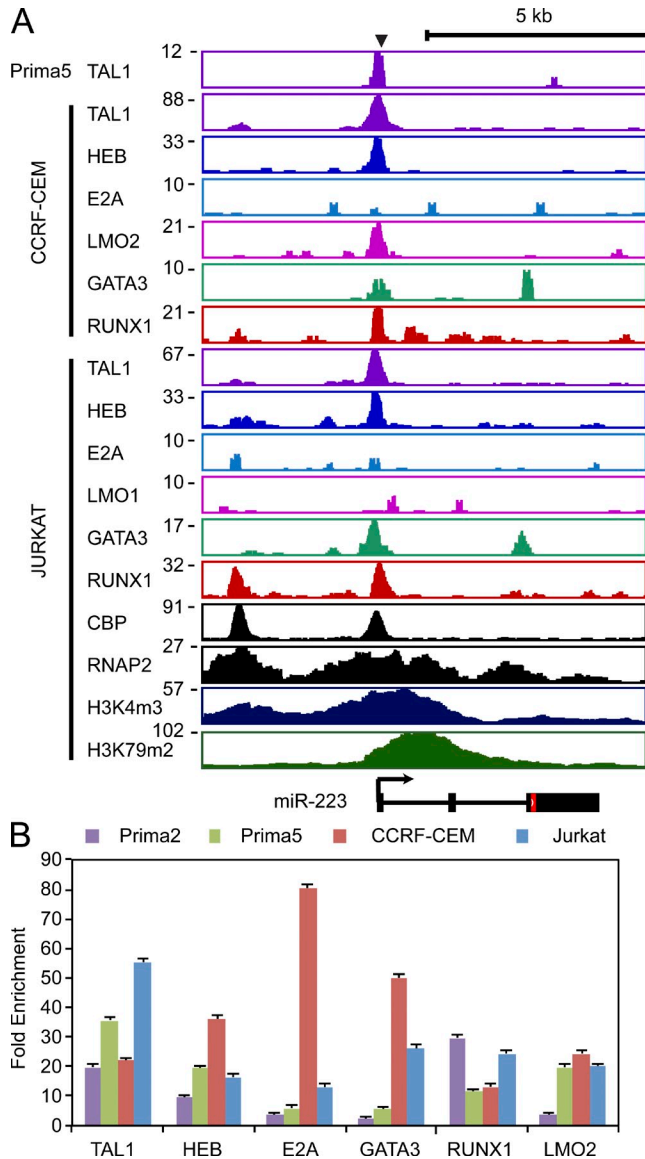 A
5 kb
Prima5 TAL1 12
CCRF-CEM
TAL1 88
HEB 33
E2A 10
LMO2 21
GATA3 10
RUNX1 21
JURKAT
TAL1 67
HEB 33
E2A 10
LMO1 10
GATA3 17
RUNX1 32
CBP 91
RNAP2 27
H3K4m3 57
H3K79m2 102
miR-223
B
Prima2 Prima5 CCRF-CEM Jurkat
Fold Enrichment
90
80
70
60
50
40
30
20
10
0
TAL1 HEB E2A GATA3 RUNX1 LMO2